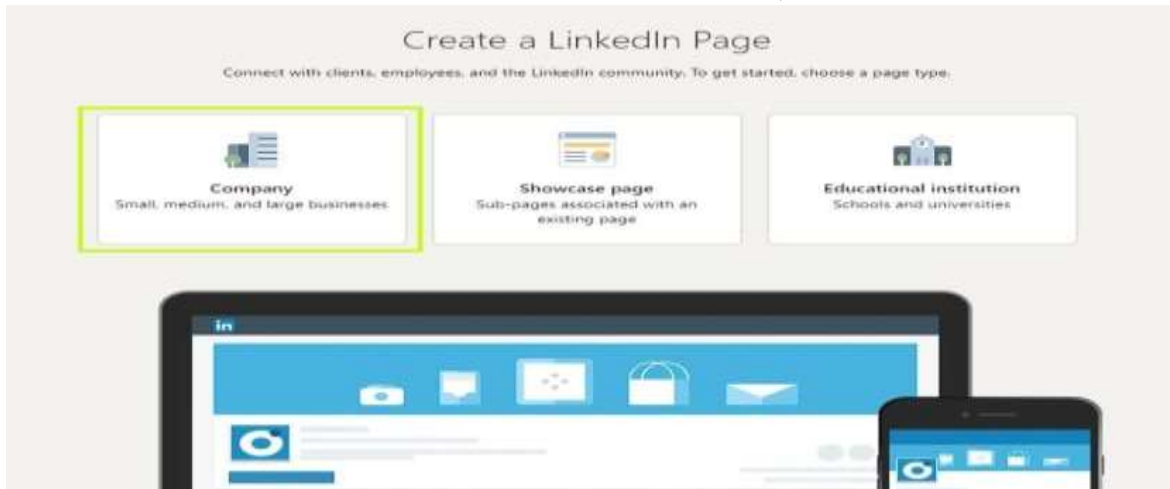 Create a LinkedIn Page
Connect with clients, employees, and the LinkedIn community. To get started, choose a page type.
Company
Small, medium, and large businesses
Showcase page
Sub-pages associated with an
existing page
Educational institution
Schools and universities
in